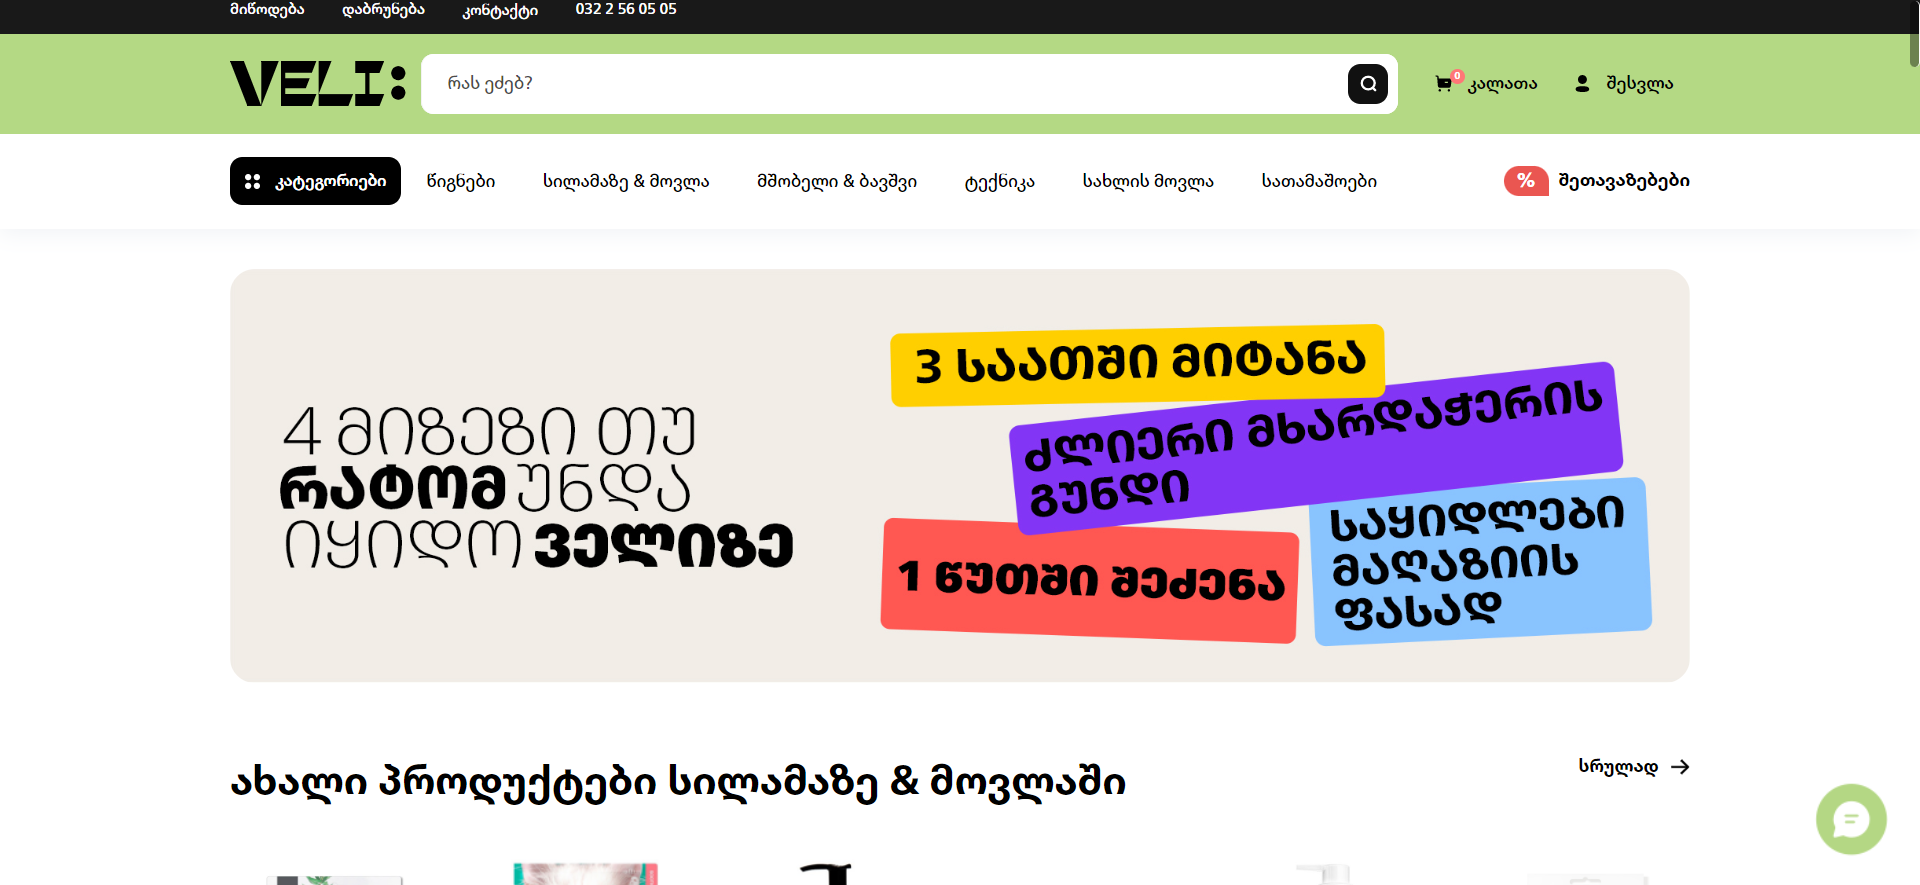 მიწოდება დაბრუნება კონტაქტი 032 2 56 05 05
VELI:
რას ეძებ?
0
კალათა
შესვლა
კატეგორიები წიგნები სილამაზე & მოვლა მშობელი & ბავშვი ტექნიკა სახლის მოვლა სათამაშოები % შეთავაზებები
4 მიზეზი თუ
რატომ უნდა
იყიდო ველიზე
3 საათში მიტანა
ძლიერი მხარდაჭერის
გუნდი
1 წუთში შეძენა
საყიდლები
მაღაზიის
ფასად
ახალი პროდუქტები სილამაზე & მოვლაში
სრულად